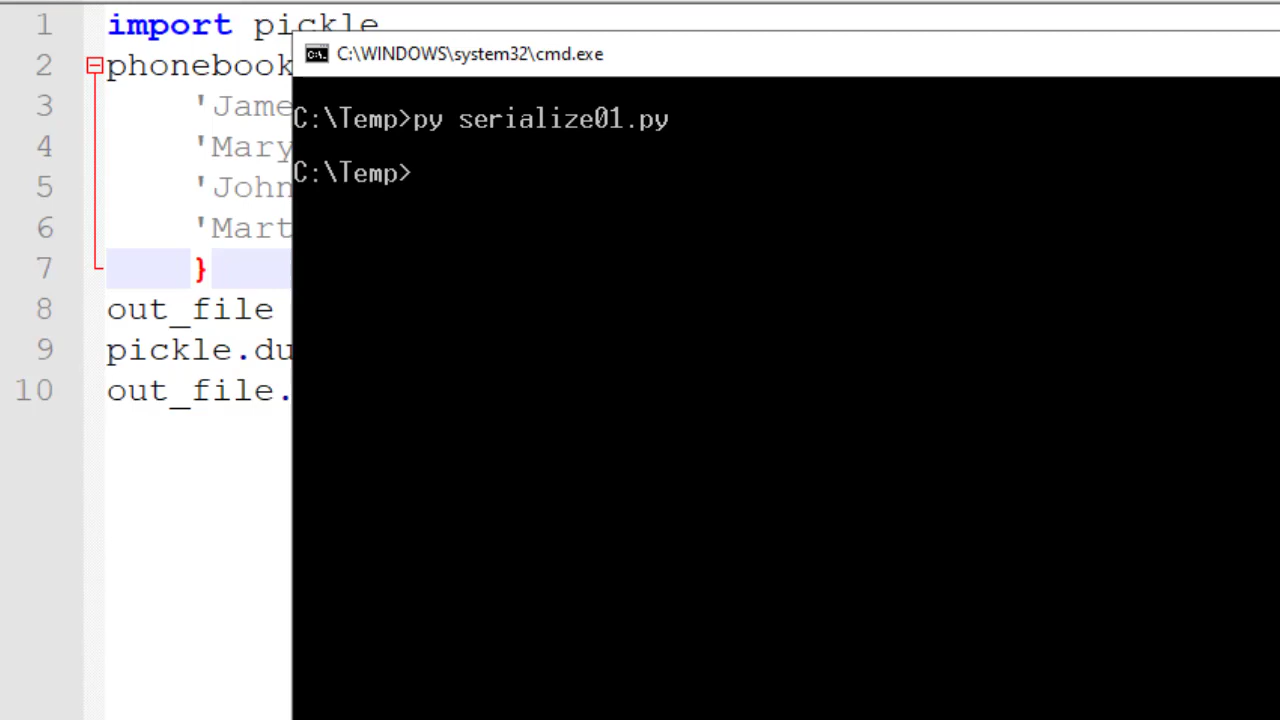 1 import pickle
2 phonebook
3 'Jame
4 'Mary
5 'John
6 'Mart
7 }
8 out_file
9 pickle.du
10 out_file.
C:\WINDOWS\system32\cmd.exe
C:\Temp>py serialize01.py
C:\Temp>